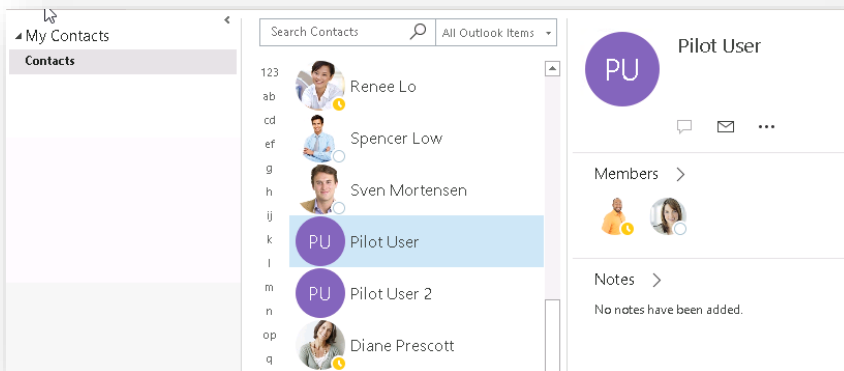 My Contacts
Contacts
Search Contacts
All Outlook Items
123
ab
cd
ef
g
h
ij
k
l
m
n
op
q
Renee Lo
Spencer Low
Sven Mortensen
PU
Pilot User
PU
Pilot User 2
Diane Prescott
PU
Pilot User
Members
Notes
No notes have been added.